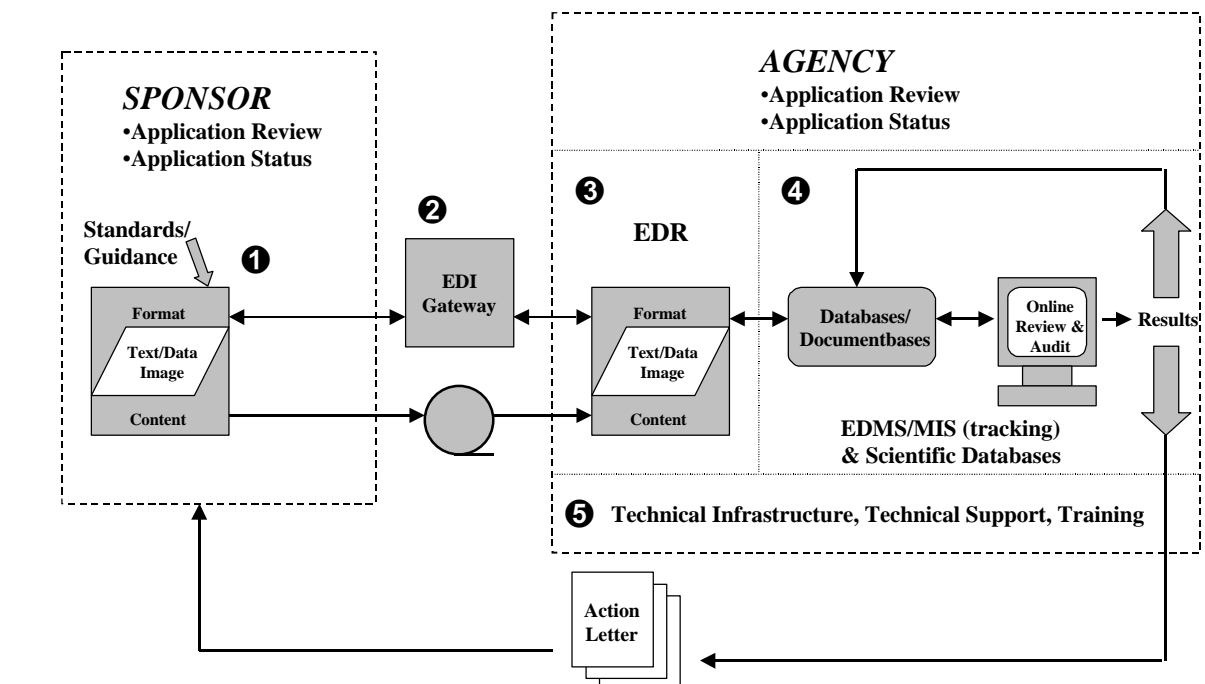 SPONSOR
•Application Review
•Application Status
Standards/
Guidance
❶
Format
Text/Data
Image
Content
❷
EDI
Gateway
AGENCY
•Application Review
•Application Status
❸
EDR
Format
Text/Data
Image
Content
❹
Databases/
Documentbases
Online
Review &
Audit
Results
EDMS/MIS (tracking)
& Scientific Databases
❺ Technical Infrastructure, Technical Support, Training
Action
Letter